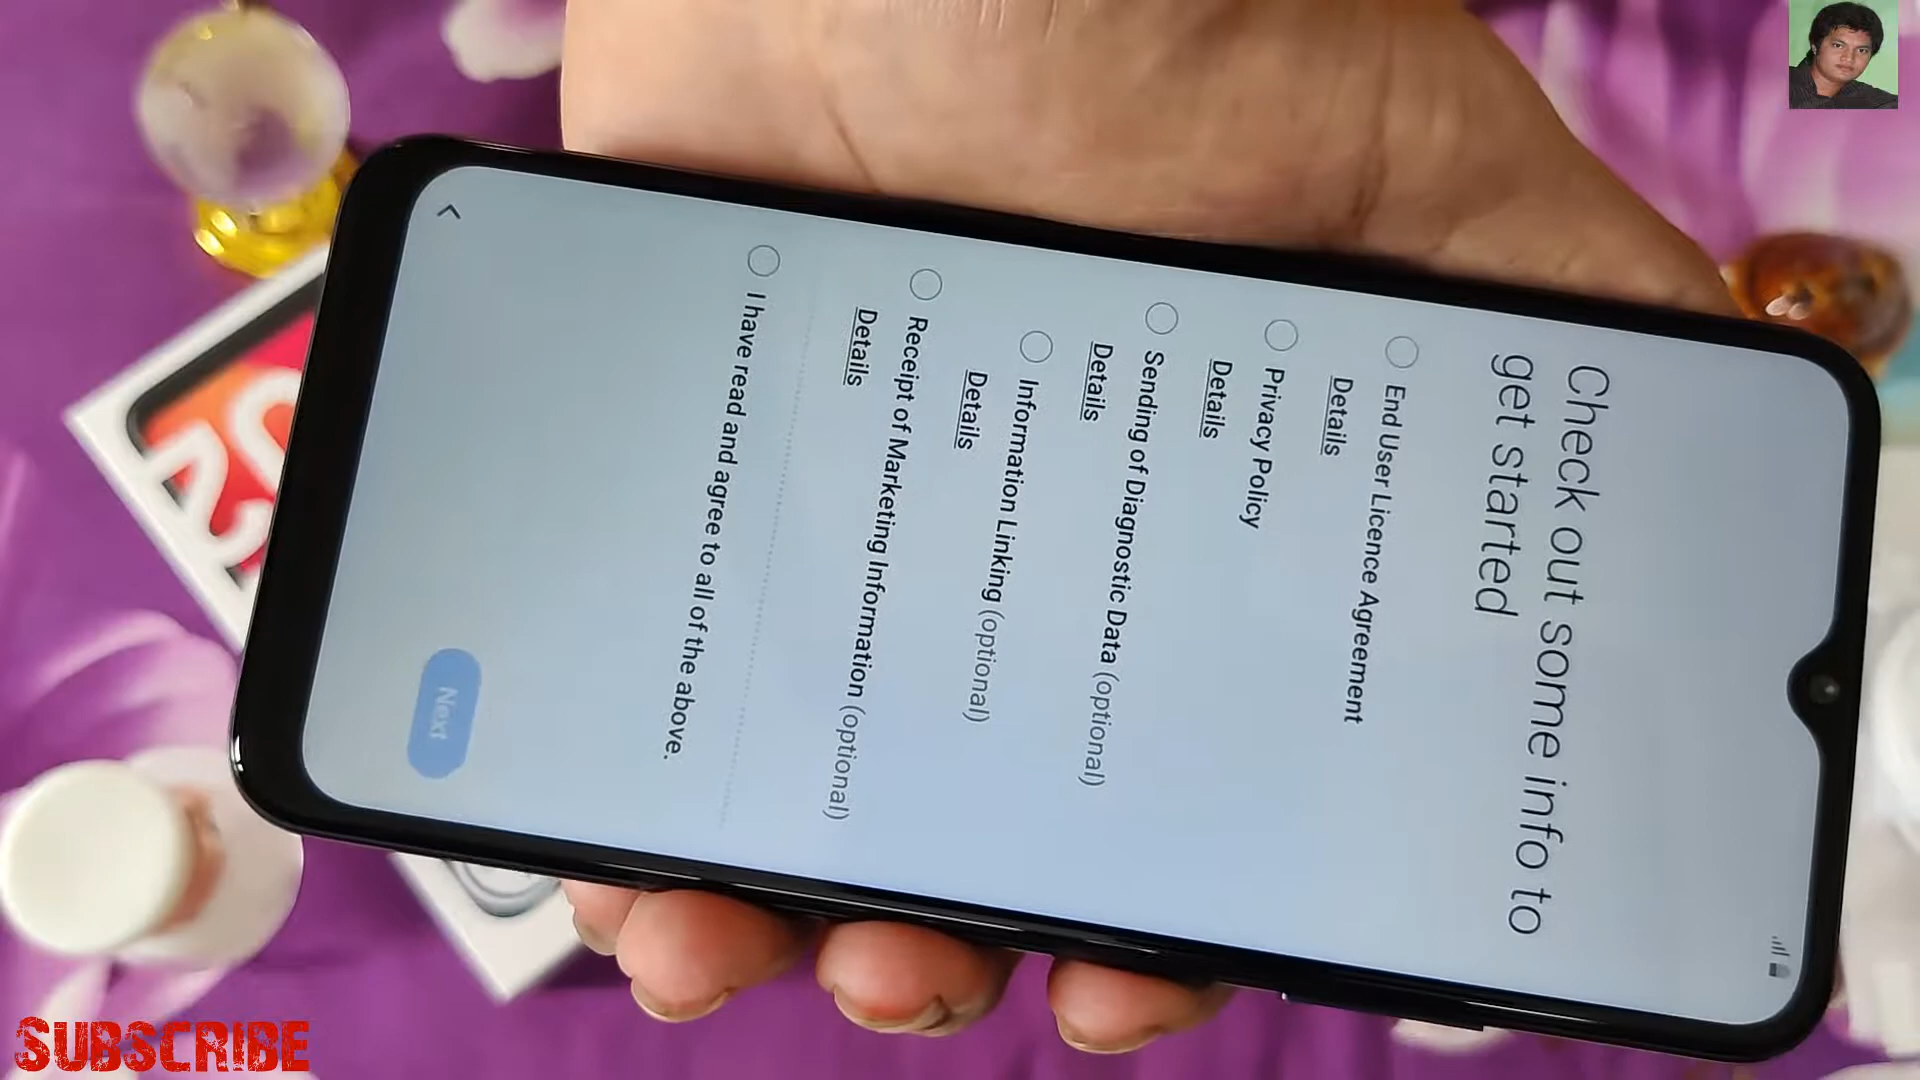 Check out some info to
get started
End User Licence Agreement
Details
Privacy Policy
Details
Sending of Diagnostic Data (optional)
Details
Information Linking (optional)
Details
Receipt of Marketing Information (optional)
Details
I have read and agree to all of the above.
Next
SUBSCRIBE